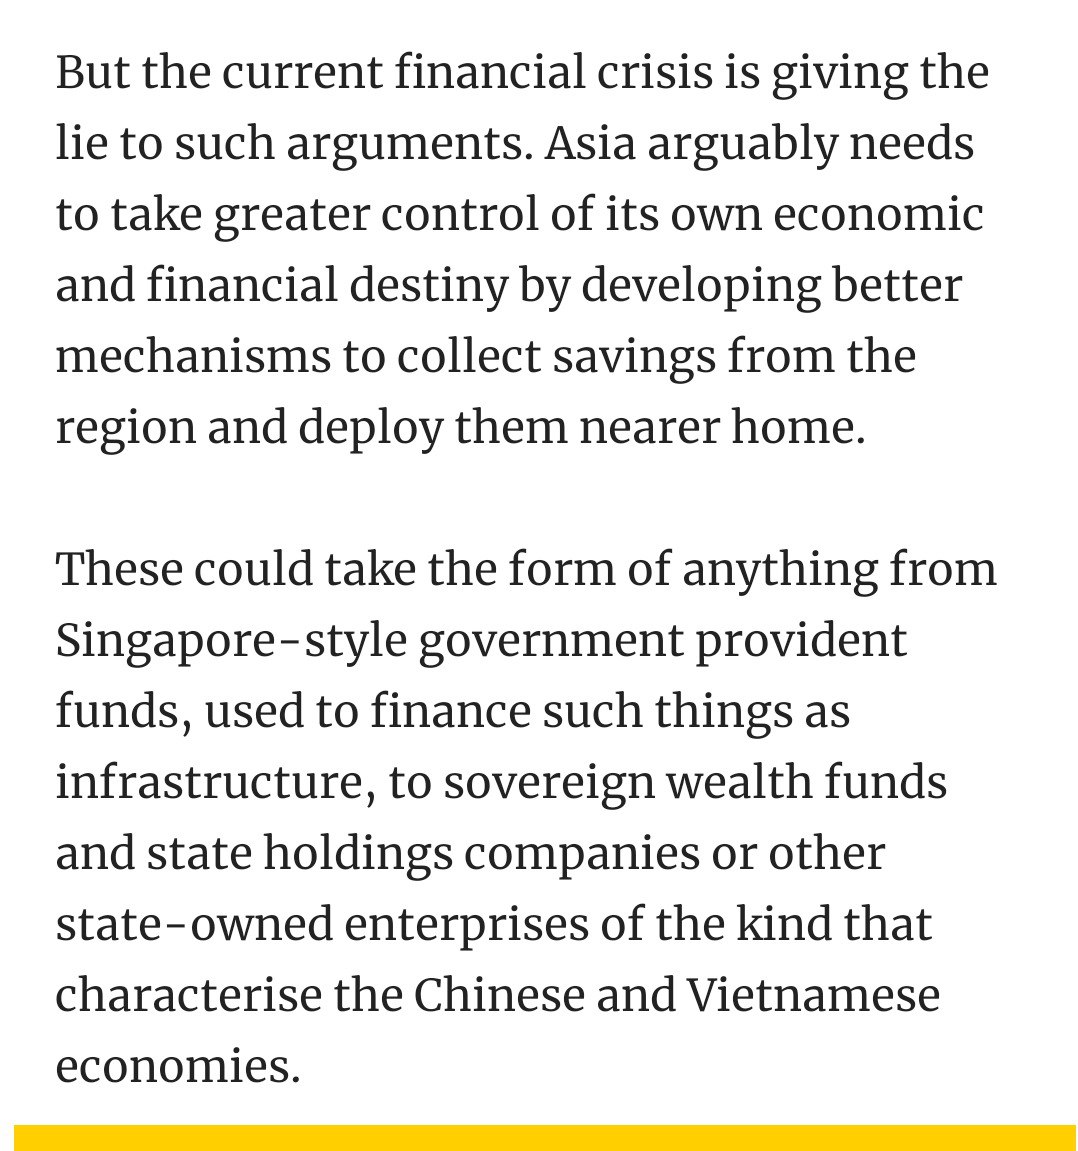 But the current financial crisis is giving the
lie to such arguments. Asia arguably needs
to take greater control of its own economic
and financial destiny by developing better
mechanisms to collect savings from the
region and deploy them nearer home.
These could take the form of anything from
Singapore-style government provident
funds, used to finance such things as
infrastructure, to sovereign wealth funds
and state holdings companies or other
state-owned enterprises of the kind that
characterise the Chinese and Vietnamese
economies.